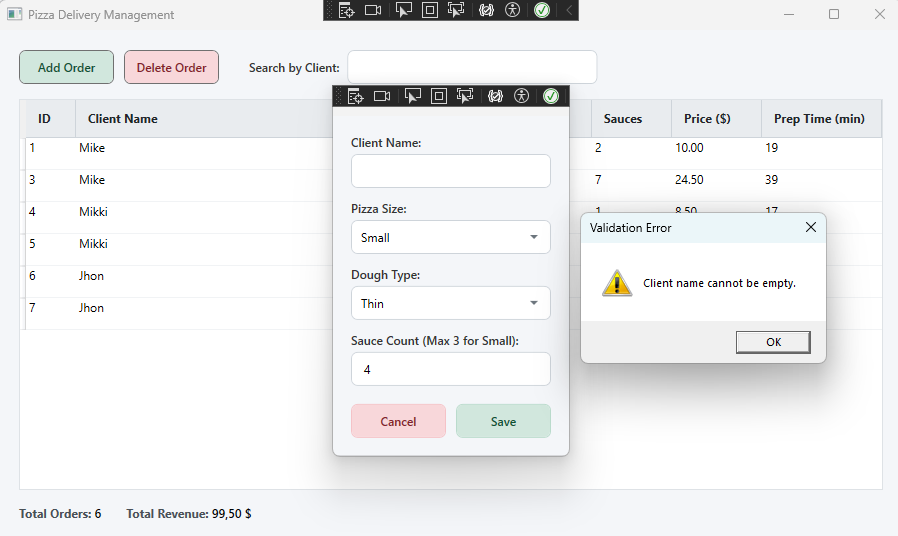 Pizza Delivery Management
Add Order
Delete Order
Search by Client:
ID Client Name Sauces Price ($) Prep Time (min)
1 Mike 2 10.00 19
3 Mike 7 24.50 39
4 Mikki 1 8.50 17
5 Mikki
6 Jhon
7 Jhon
Client Name:
Pizza Size:
Small
Dough Type:
Thin
Sauce Count (Max 3 for Small):
4
Cancel
Save
Validation Error
Client name cannot be empty.
OK
Total Orders: 6 Total Revenue: 99,50 $